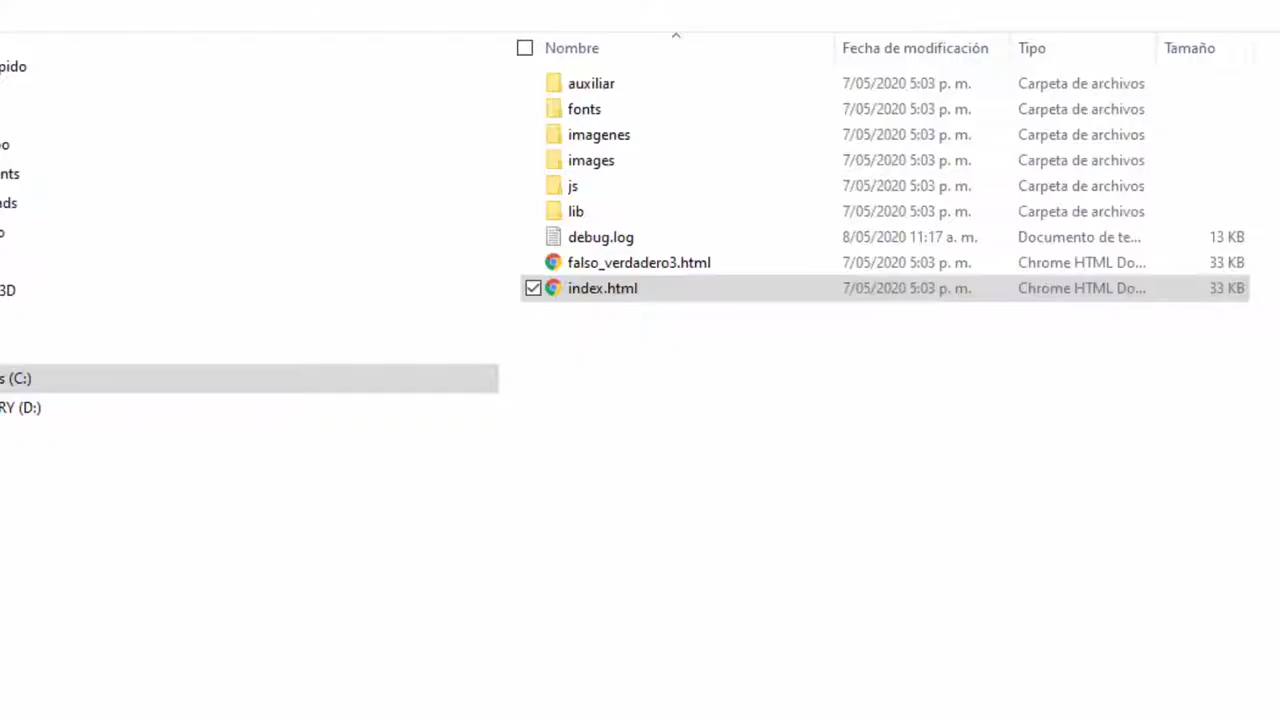 pido
o
nts
ads
o
3D
s (C:)
RY (D:)
Nombre Fecha de modificación Tipo Tamaño
auxiliar 7/05/2020 5:03 p. m. Carpeta de archivos
fonts 7/05/2020 5:03 p. m. Carpeta de archivos
imagenes 7/05/2020 5:03 p. m. Carpeta de archivos
images 7/05/2020 5:03 p. m. Carpeta de archivos
js 7/05/2020 5:03 p. m. Carpeta de archivos
lib 7/05/2020 5:03 p. m. Carpeta de archivos
debug.log 8/05/2020 11:17 a. m. Documento de te... 13 KB
falso_verdadero3.html 7/05/2020 5:03 p. m. Chrome HTML Do... 33 KB
index.html 7/05/2020 5:03 p. m. Chrome HTML Do... 33 KB